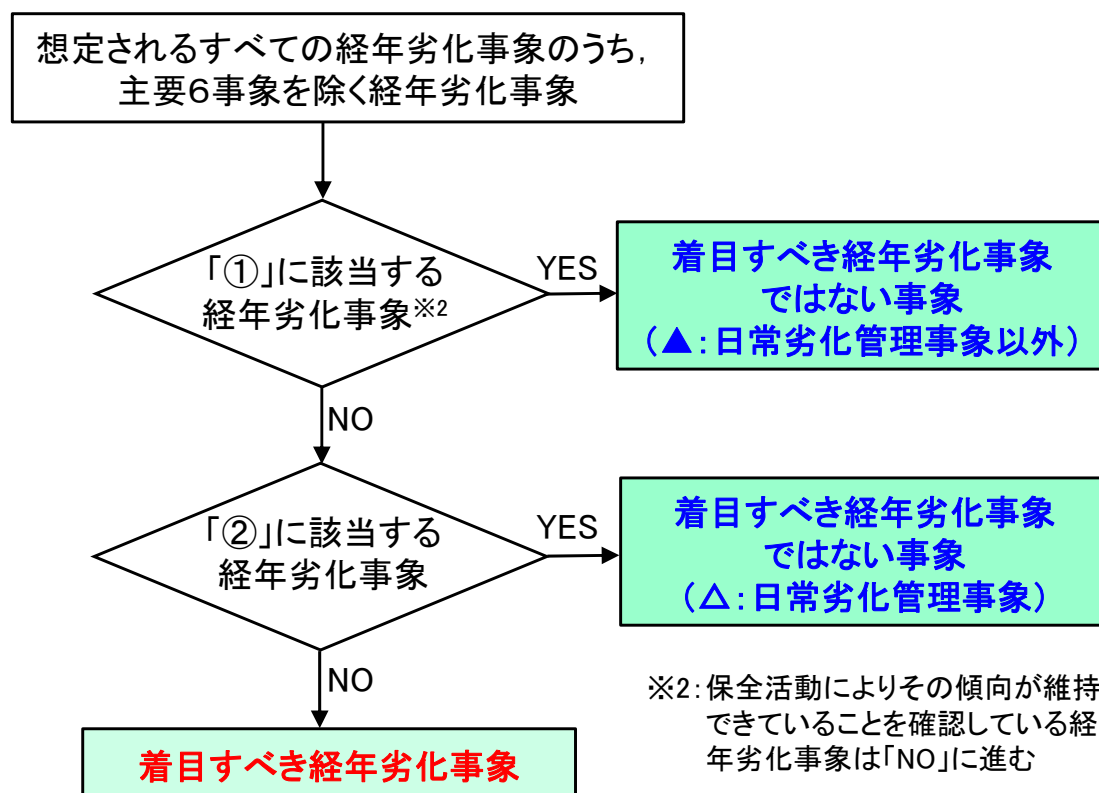 想定されるすべての経年劣化事象のうち,
主要6事象を除く経年劣化事象
「①」に該当する
経年劣化事象※2
YES
着目すべき経年劣化事象
ではない事象
(▲:日常劣化管理事象以外)
NO
「②」に該当する
経年劣化事象
YES
着目すべき経年劣化事象
ではない事象
(△:日常劣化管理事象)
NO
着目すべき経年劣化事象
※2:保全活動によりその傾向が維持
できていることを確認している経
年劣化事象は「NO」に進む